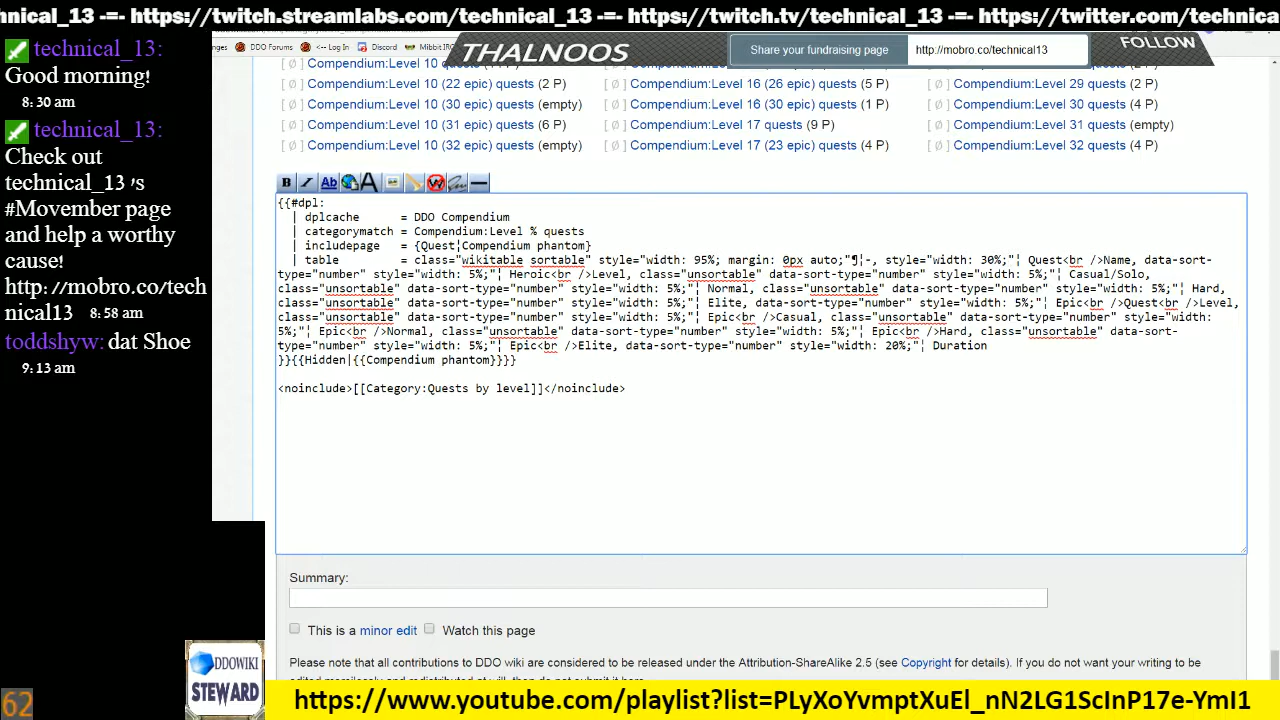 hnical_13 -=- https://twitch.streamlabs.com/technical_13 -=- https://twitch.tv/technical_13 -=- https://twitter.com/technica
technical_13:
Good morning!
8:30 am
technical_13:
Check out
technical_13 's
#Movember page
and help a worthy
cause!
http://mobro.co/tech
nical13 8:58 am
toddshyw: dat Shoe
9:13 am
nges DDO Forums <-- Log In Discord Mibbit IRC
THALNOOS
Share your fundraising page http://mobro.co/technical13
FOLLOW
[ Ø ] Compendium:Level 10 (22 epic) quests (2 P) [ Ø ] Compendium:Level 16 (26 epic) quests (5 P) [ Ø ] Compendium:Level 29 quests (2 P)
[ Ø ] Compendium:Level 10 (30 epic) quests (empty) [ Ø ] Compendium:Level 16 (30 epic) quests (1 P) [ Ø ] Compendium:Level 30 quests (4 P)
[ Ø ] Compendium:Level 10 (31 epic) quests (6 P) [ Ø ] Compendium:Level 17 quests (9 P) [ Ø ] Compendium:Level 31 quests (empty)
[ Ø ] Compendium:Level 10 (32 epic) quests (empty) [ Ø ] Compendium:Level 17 (23 epic) quests (4 P) [ Ø ] Compendium:Level 32 quests (4 P)
B I Ab A W
{{#dpl:
| dplcache = DDO Compendium
| categorymatch = Compendium:Level % quests
| includepage = {Quest¦Compendium phantom}
| table = class="wikitable sortable" style="width: 95%; margin: 0px auto;"¶¦-, style="width: 30%;"¦ Quest<br />Name, data-
sort-type="number" style="width: 5%;"¦ Heroic<br />Level, class="unsortable" data-sort-type="number" style="width: 5%;"¦ Casual/Solo,
class="unsortable" data-sort-type="number" style="width: 5%;"¦ Normal, class="unsortable" data-sort-type="number" style="width: 5%;"¦ Hard,
class="unsortable" data-sort-type="number" style="width: 5%;"¦ Elite, data-sort-type="number" style="width: 5%;"¦ Epic<br />Quest<br />Level,
class="unsortable" data-sort-type="number" style="width: 5%;"¦ Epic<br />Casual, class="unsortable" data-sort-type="number" style="width:
5%;"¦ Epic<br />Normal, class="unsortable" data-sort-type="number" style="width: 5%;"¦ Epic<br />Hard, class="unsortable" data-sort-
type="number" style="width: 5%;"¦ Epic<br />Elite, data-sort-type="number" style="width: 20%;"¦ Duration
}}{{Hidden|{{Compendium phantom}}}}
<noinclude>[[Category:Quests by level]]</noinclude>
Summary:
This is a minor edit Watch this page
Please note that all contributions to DDO wiki are considered to be released under the Attribution-ShareAlike 2.5 (see Copyright for details). If you do not want your writing to be
DDOWIKI
STEWARD
62
https://www.youtube.com/playlist?list=PLyXoYvmptXuEl_nN2LG1ScInP17e-YmI1